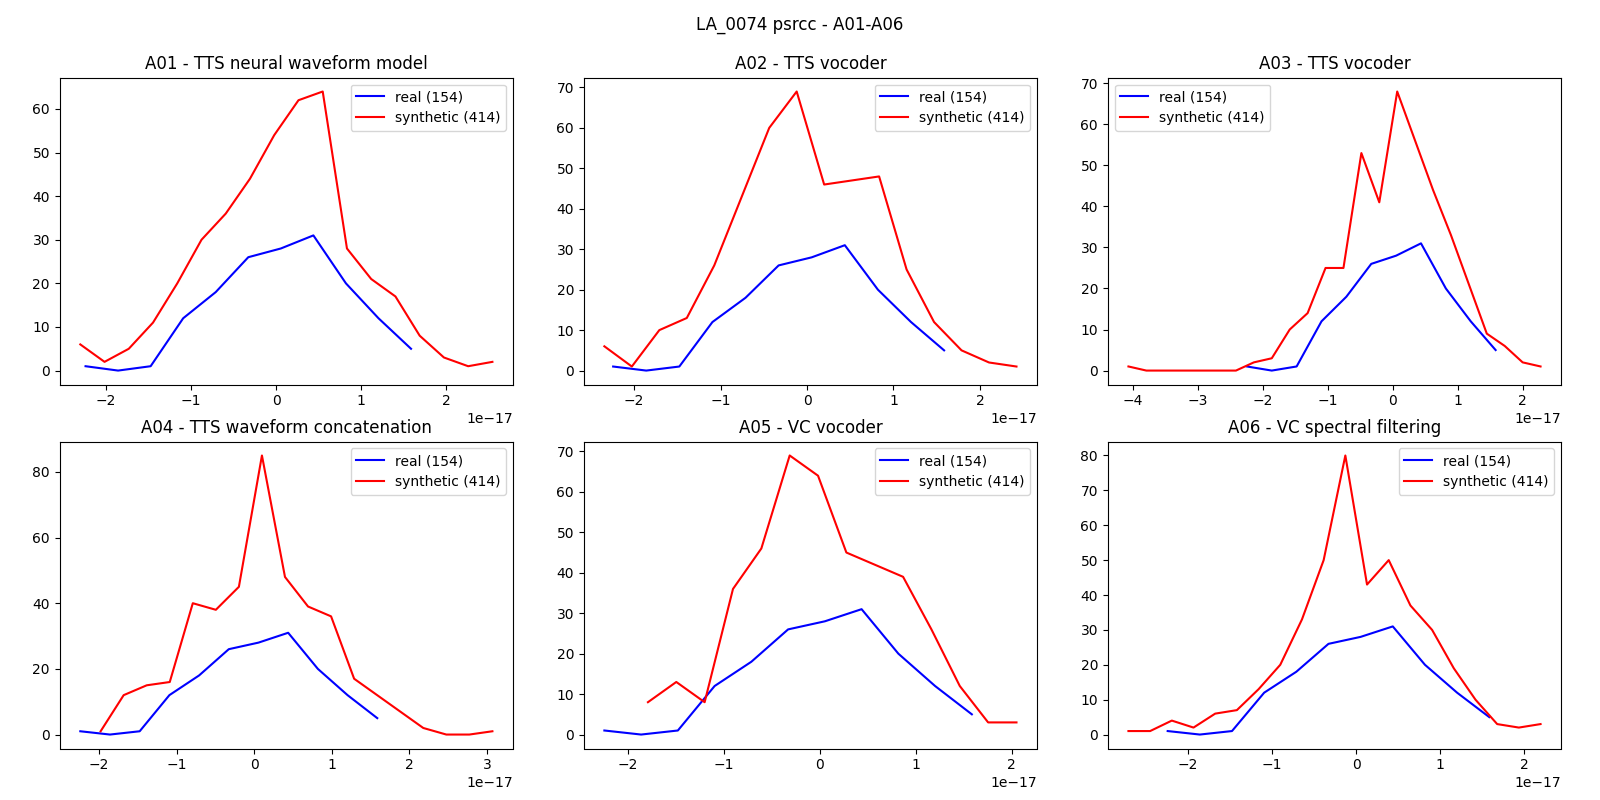 LA_0074 psrcc - A01-A06
A01 - TTS neural waveform model
real (154)
synthetic (414)
60
50
40
30
20
10
0
−2 −1 0 1 2
1e−17
A02 - TTS vocoder
real (154)
synthetic (414)
70
60
50
40
30
20
10
0
−2 −1 0 1 2
1e−17
A03 - TTS vocoder
real (154)
synthetic (414)
70
60
50
40
30
20
10
0
−4 −3 −2 −1 0 1 2
1e−17
A04 - TTS waveform concatenation
real (154)
synthetic (414)
80
60
40
20
0
−2 −1 0 1 2 3
1e−17
A05 - VC vocoder
real (154)
synthetic (414)
70
60
50
40
30
20
10
0
−2 −1 0 1 2
1e−17
A06 - VC spectral filtering
real (154)
synthetic (414)
80
70
60
50
40
30
20
10
0
−2 −1 0 1 2
1e−17